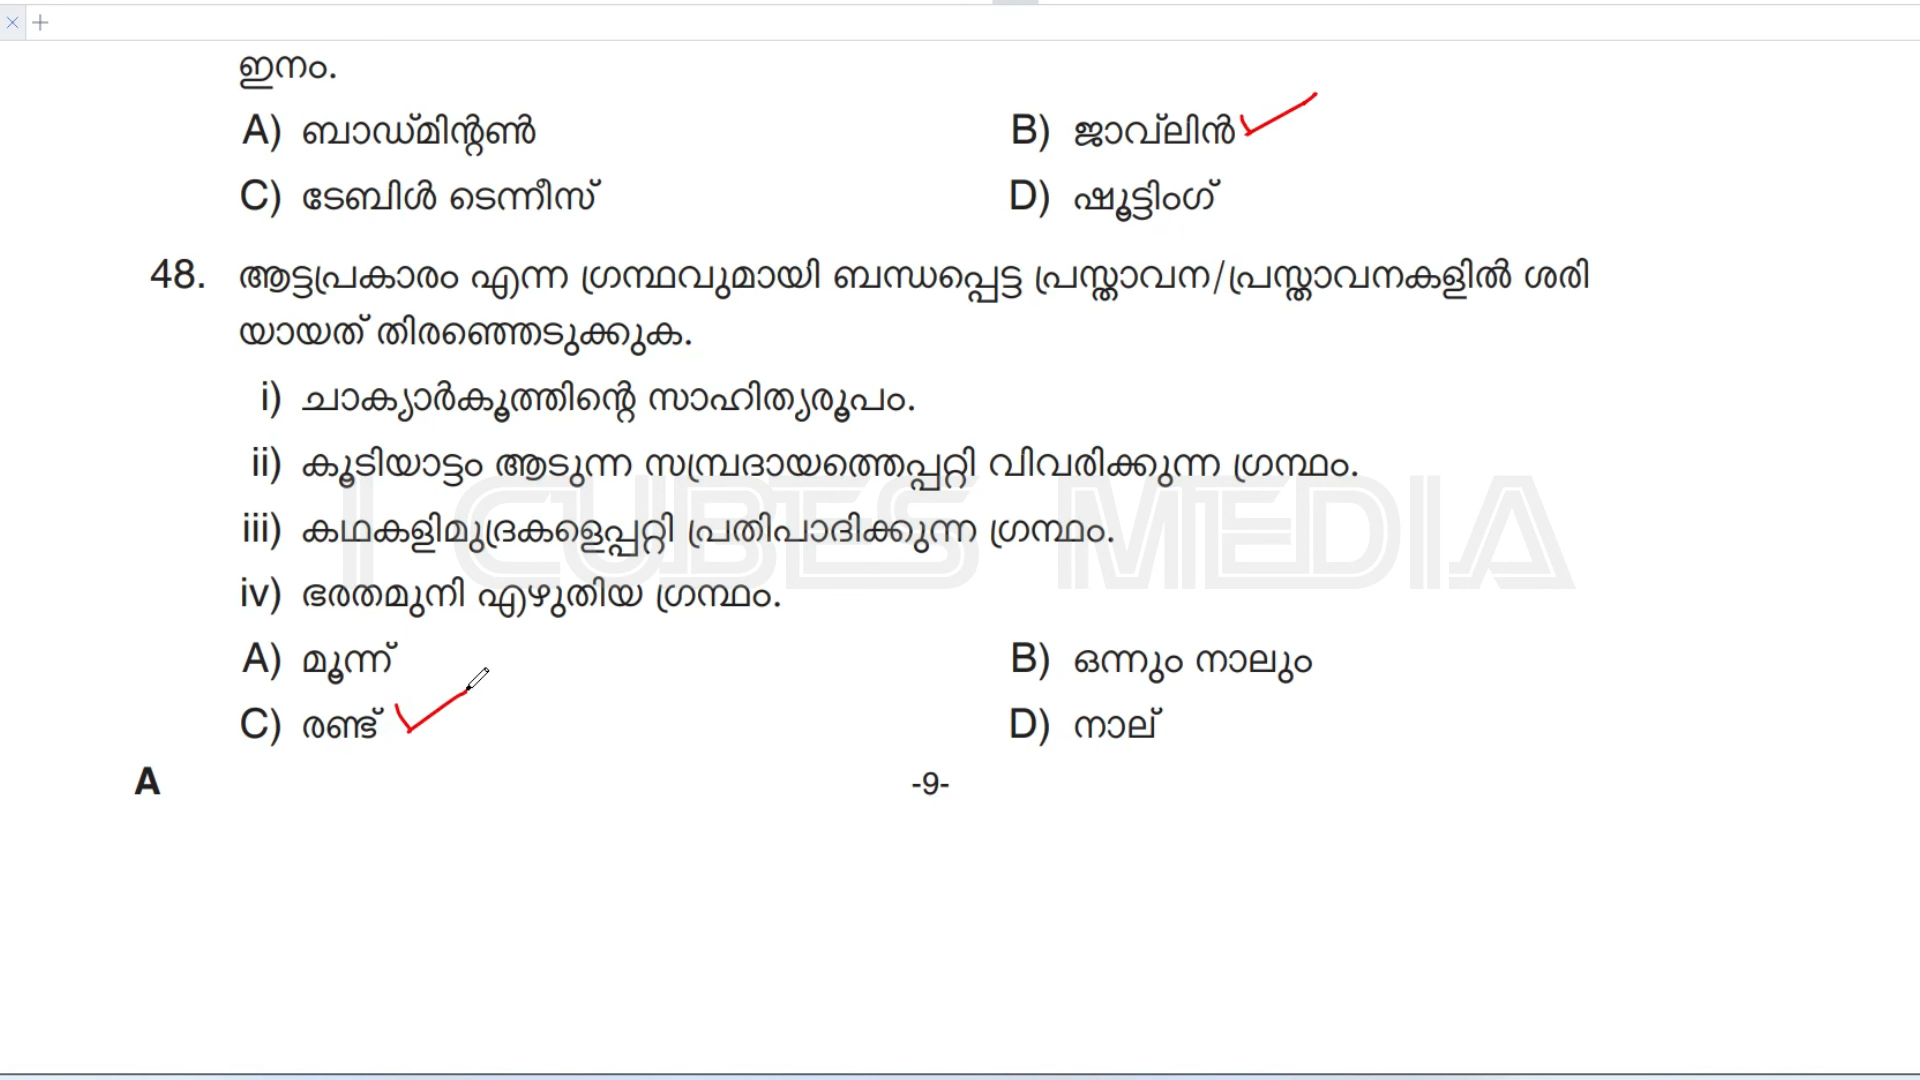 ഇനം.
A) ബാഡ്മിന്റൺ B) ജാവ്‌ലിൻ
C) ടേബിൾ ടെന്നീസ് D) ഷൂട്ടിംഗ്
48. ആട്ടപ്രകാരം എന്ന ഗ്രന്ഥവുമായി ബന്ധപ്പെട്ട പ്രസ്താവന/പ്രസ്താവനകളിൽ ശരി
യായത് തിരഞ്ഞെടുക്കുക.
i) ചാക്യാർകൂത്തിന്റെ സാഹിത്യരൂപം.
ii) കൂടിയാട്ടം ആടുന്ന സമ്പ്രദായത്തെപ്പറ്റി വിവരിക്കുന്ന ഗ്രന്ഥം.
iii) കഥകളിമുദ്രകളെപ്പറ്റി പ്രതിപാദിക്കുന്ന ഗ്രന്ഥം.
I CUBES MEDIA
iv) ഭരതമുനി എഴുതിയ ഗ്രന്ഥം.
A) മൂന്ന് B) ഒന്നും നാലും
C) രണ്ട് D) നാല്
A -9-